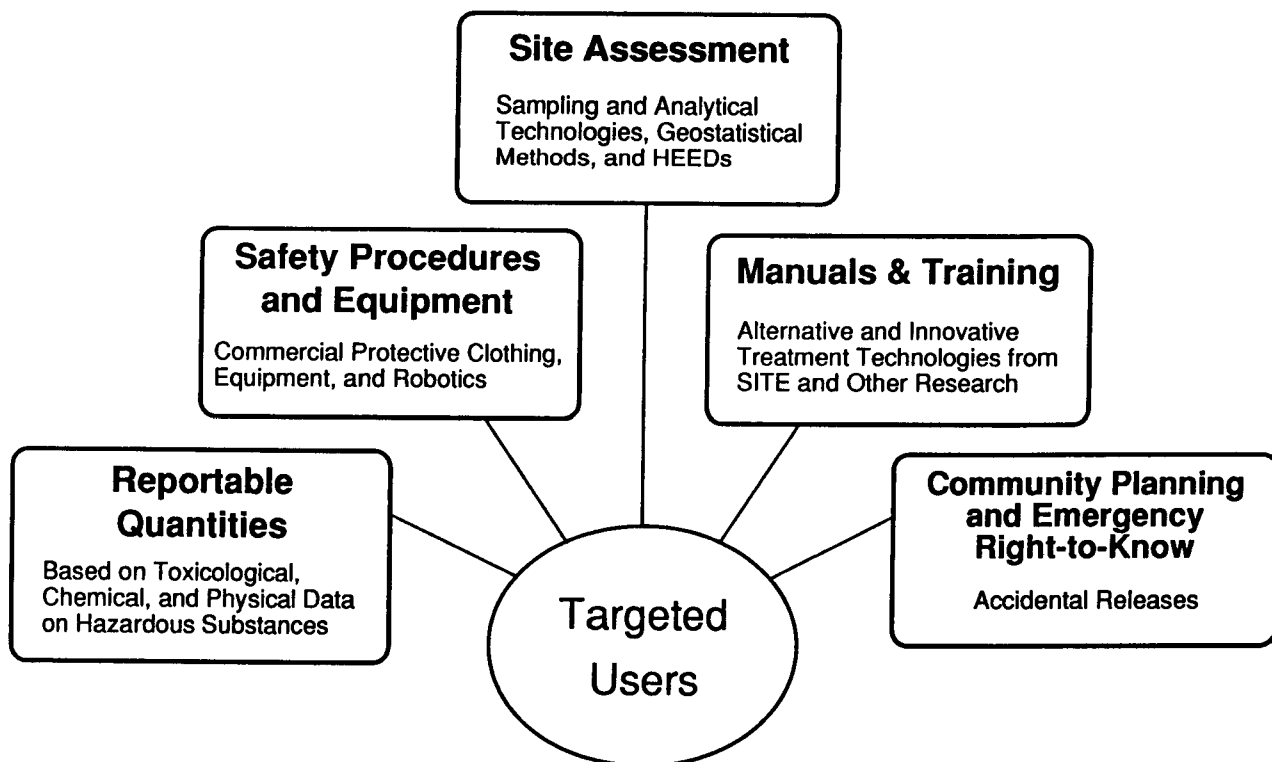 Site Assessment
Sampling and Analytical
Technologies, Geostatistical
Methods, and HEEDs
Safety Procedures
and Equipment
Commercial Protective Clothing,
Equipment, and Robotics
Manuals & Training
Alternative and Innovative
Treatment Technologies from
SITE and Other Research
Reportable
Quantities
Based on Toxicological,
Chemical, and Physical Data
on Hazardous Substances
Community Planning
and Emergency
Right-to-Know
Accidental Releases
Targeted
Users